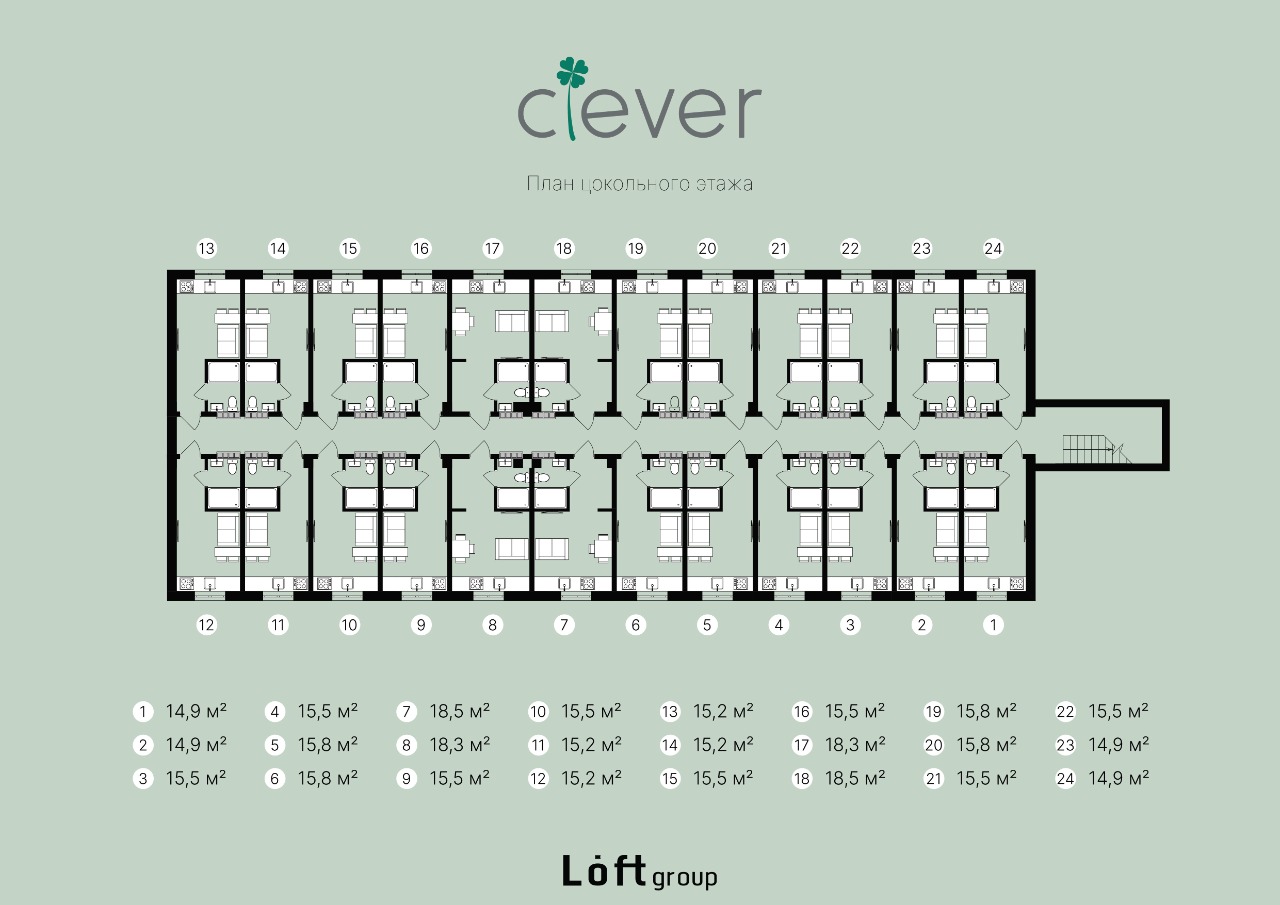 clever
План цокольного этажа
13 14 15 16 17 18 19 20 21 22 23 24
12 11 10 9 8 7 6 5 4 3 2 1
1 14,9 м² 4 15,5 м² 7 18,5 м² 10 15,5 м² 13 15,2 м² 16 15,5 м² 19 15,8 м² 22 15,5 м²
2 14,9 м² 5 15,8 м² 8 18,3 м² 11 15,2 м² 14 15,2 м² 17 18,3 м² 20 15,8 м² 23 14,9 м²
3 15,5 м² 6 15,8 м² 9 15,5 м² 12 15,2 м² 15 15,5 м² 18 18,5 м² 21 15,5 м² 24 14,9 м²
Loft group